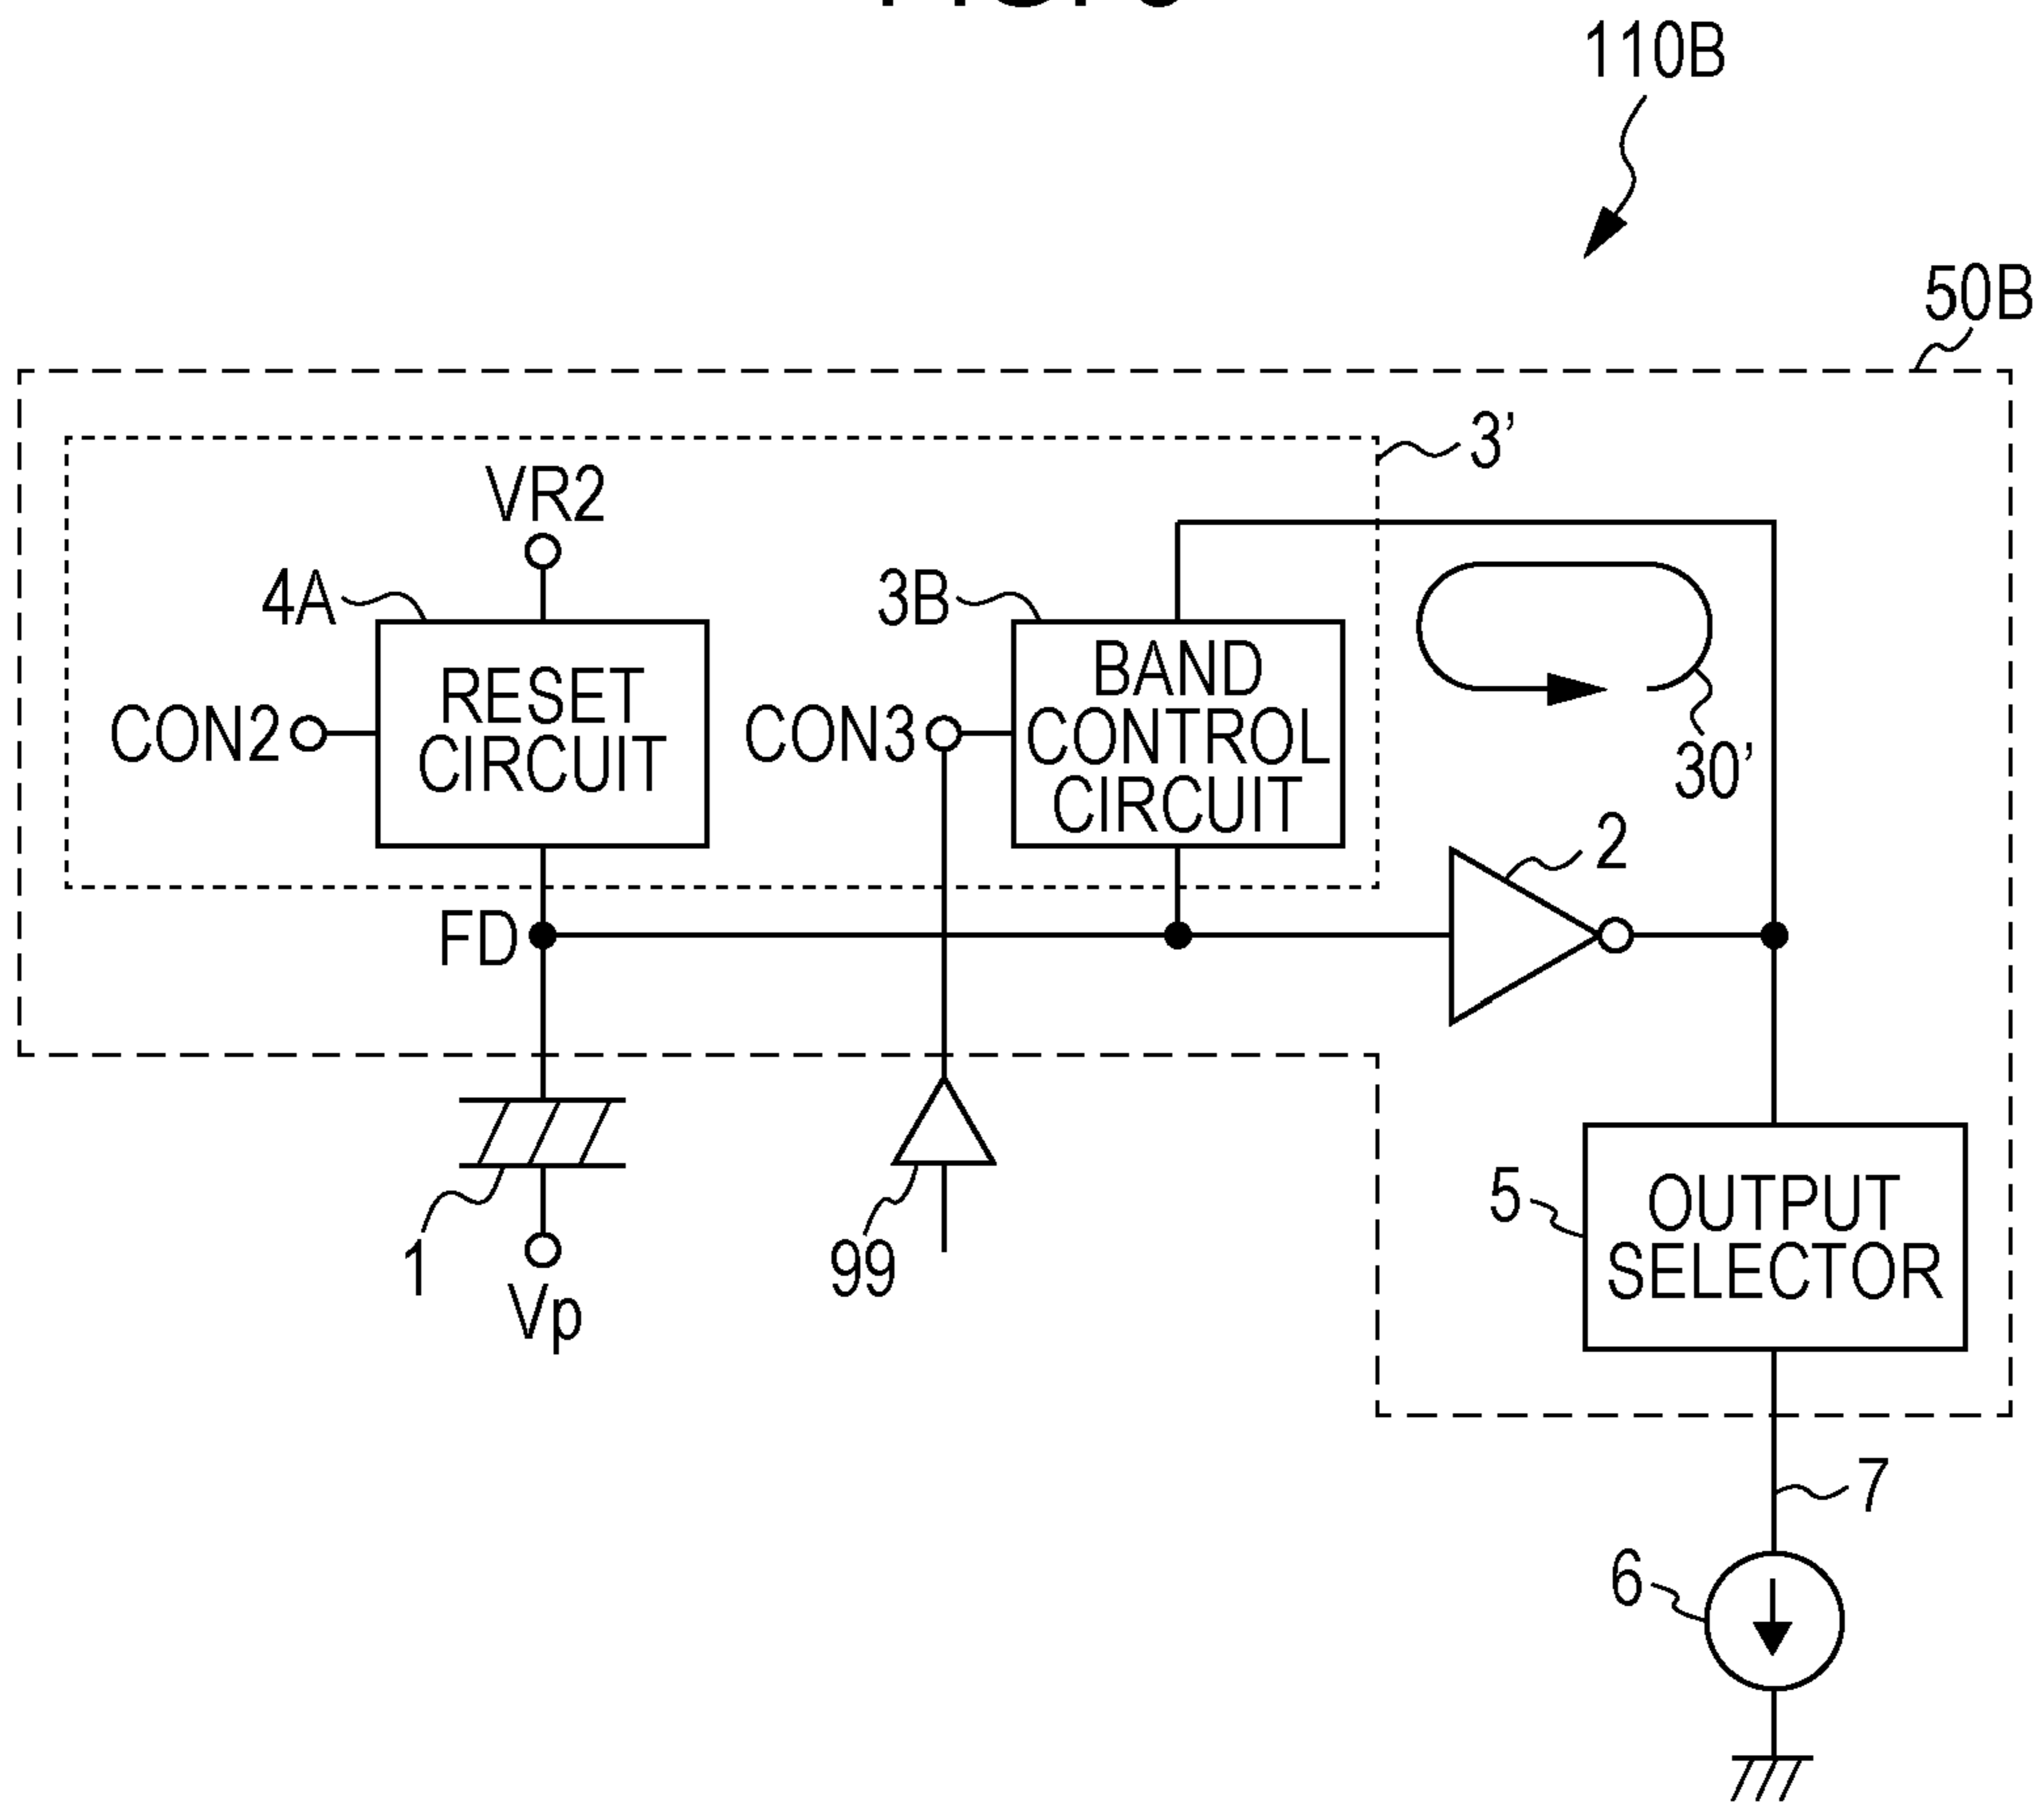 110B
50B
3'
VR2
4A
3B
RESET
CIRCUIT
BAND
CONTROL
CIRCUIT
CON2
CON3
30'
2
FD
1
Vp
99
5
OUTPUT
SELECTOR
7
6